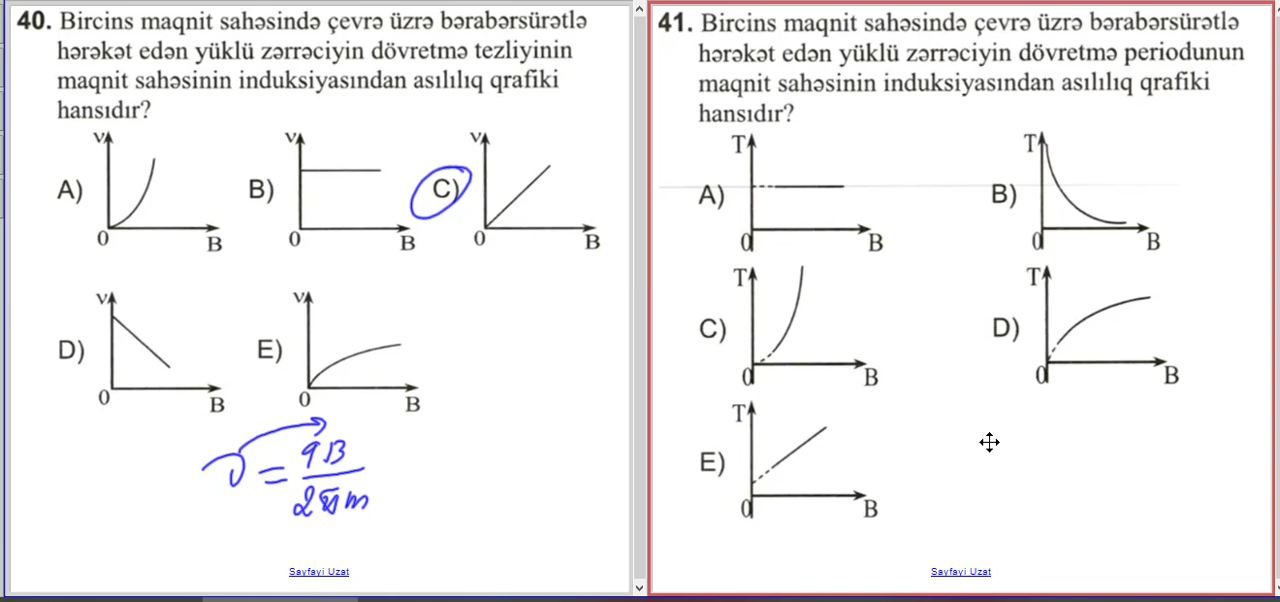 40. Bircins maqnit sahəsində çevrə üzrə bərabərsürətlə
hərəkət edən yüklü zərrəciyin dövretmə tezliyinin
maqnit sahəsinin induksiyasından asılılıq qrafiki
hansıdır?
A) ν 0 B
B) ν 0 B
C) ν 0 B
D) ν 0 B
E) ν 0 B
ν = qB
2πm
Sayfayi Uzat
41. Bircins maqnit sahəsində çevrə üzrə bərabərsürətlə
hərəkət edən yüklü zərrəciyin dövretmə periodunun
maqnit sahəsinin induksiyasından asılılıq qrafiki
hansıdır?
A) T 0 B
B) T 0 B
C) T 0 B
D) T 0 B
E) T 0 B
Sayfayi Uzat